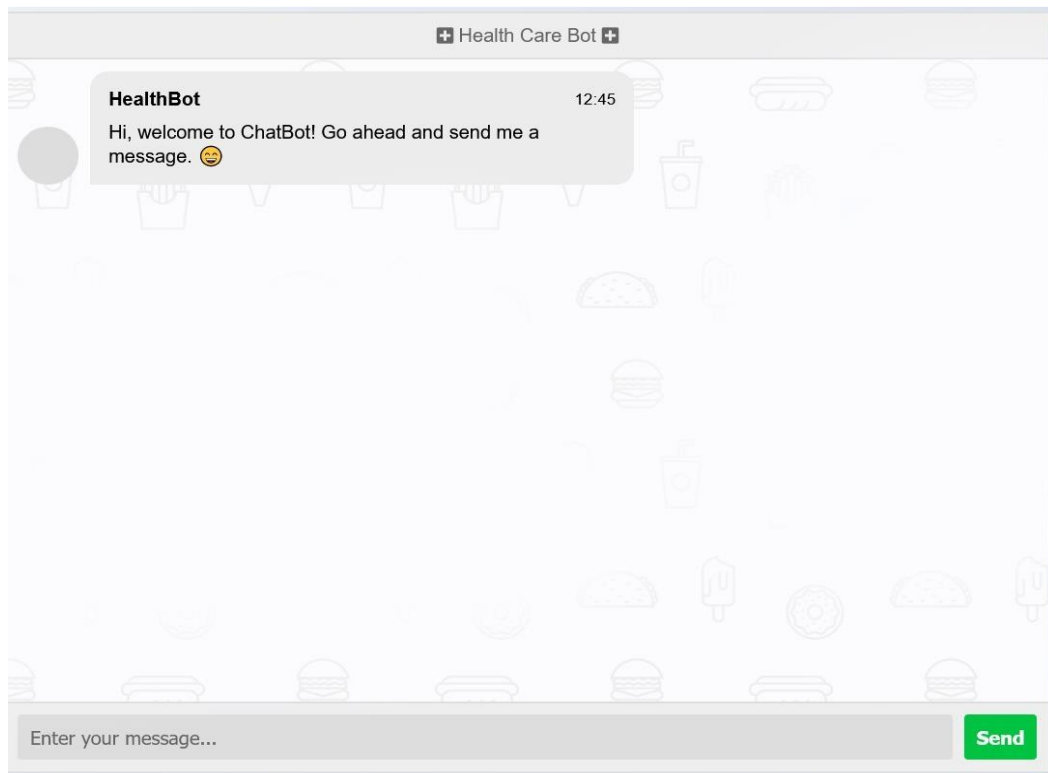 Health Care Bot
HealthBot 12:45
Hi, welcome to ChatBot! Go ahead and send me a
message. 😄
Enter your message... Send